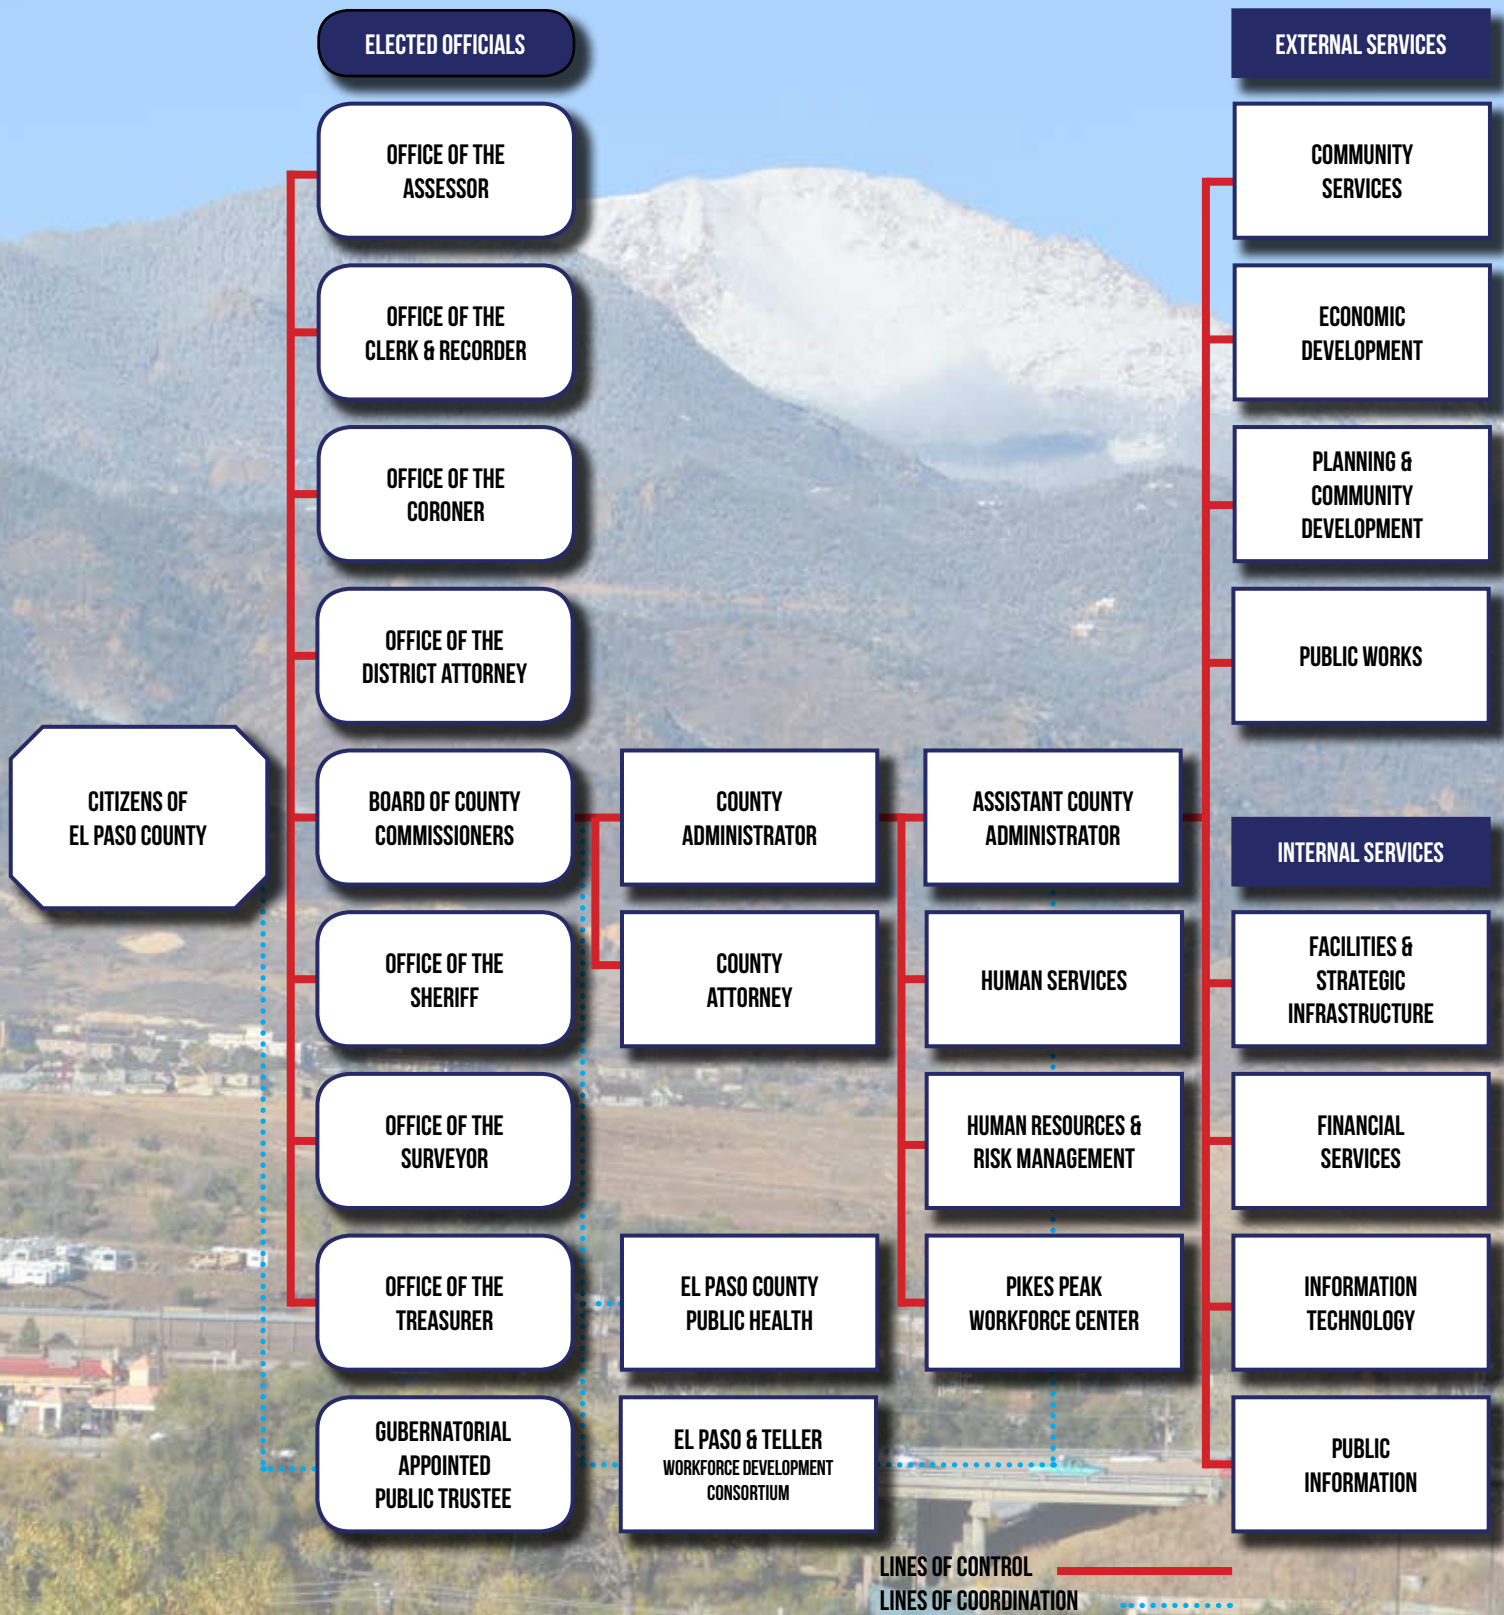 ELECTED OFFICIALS
OFFICE OF THE
ASSESSOR
OFFICE OF THE
CLERK & RECORDER
OFFICE OF THE
CORONER
OFFICE OF THE
DISTRICT ATTORNEY
CITIZENS OF
EL PASO COUNTY
BOARD OF COUNTY
COMMISSIONERS
OFFICE OF THE
SHERIFF
OFFICE OF THE
SURVEYOR
OFFICE OF THE
TREASURER
GUBERNATORIAL
APPOINTED
PUBLIC TRUSTEE
COUNTY
ADMINISTRATOR
COUNTY
ATTORNEY
EL PASO COUNTY
PUBLIC HEALTH
EL PASO & TELLER
WORKFORCE DEVELOPMENT
CONSORTIUM
ASSISTANT COUNTY
ADMINISTRATOR
HUMAN SERVICES
HUMAN RESOURCES &
RISK MANAGEMENT
PIKES PEAK
WORKFORCE CENTER
EXTERNAL SERVICES
COMMUNITY
SERVICES
ECONOMIC
DEVELOPMENT
PLANNING &
COMMUNITY
DEVELOPMENT
PUBLIC WORKS
INTERNAL SERVICES
FACILITIES &
STRATEGIC
INFRASTRUCTURE
FINANCIAL
SERVICES
INFORMATION
TECHNOLOGY
PUBLIC
INFORMATION
LINES OF CONTROL
LINES OF COORDINATION